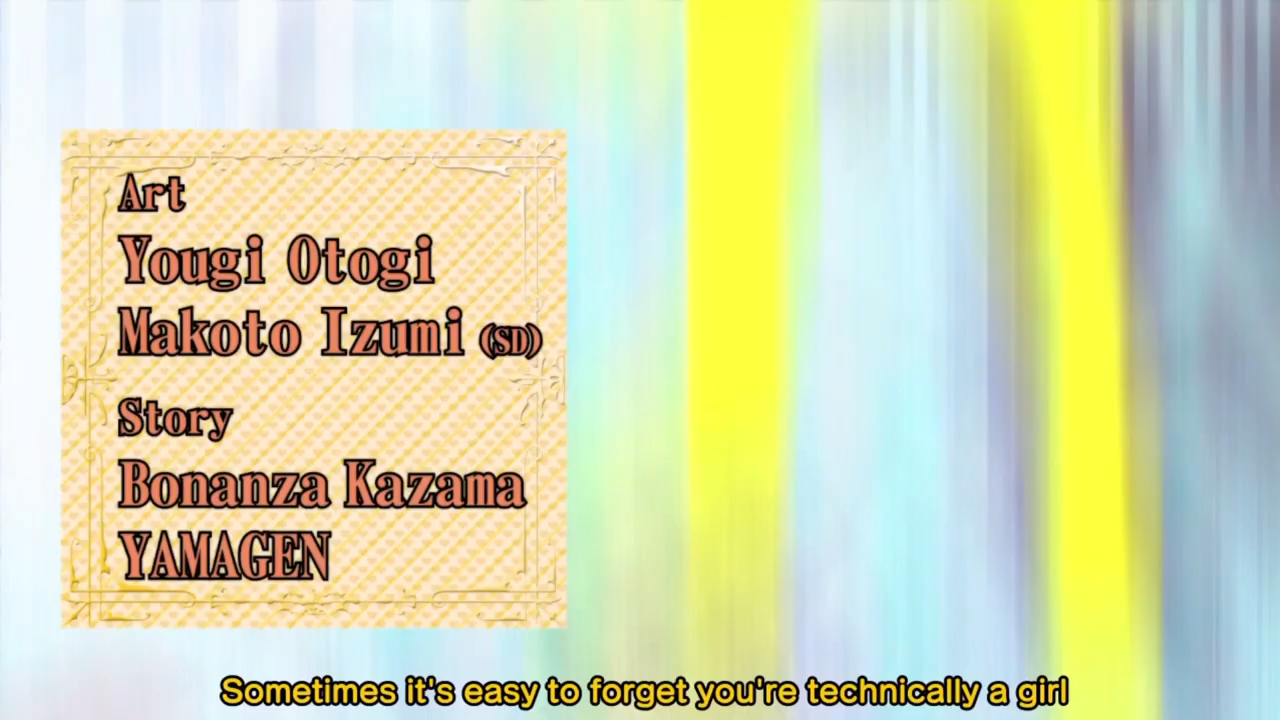 Art
Yougi Otogi
Makoto Izumi (SD)
Story
Bonanza Kazama
YAMAGEN
Sometimes it's easy to forget you're technically a girl